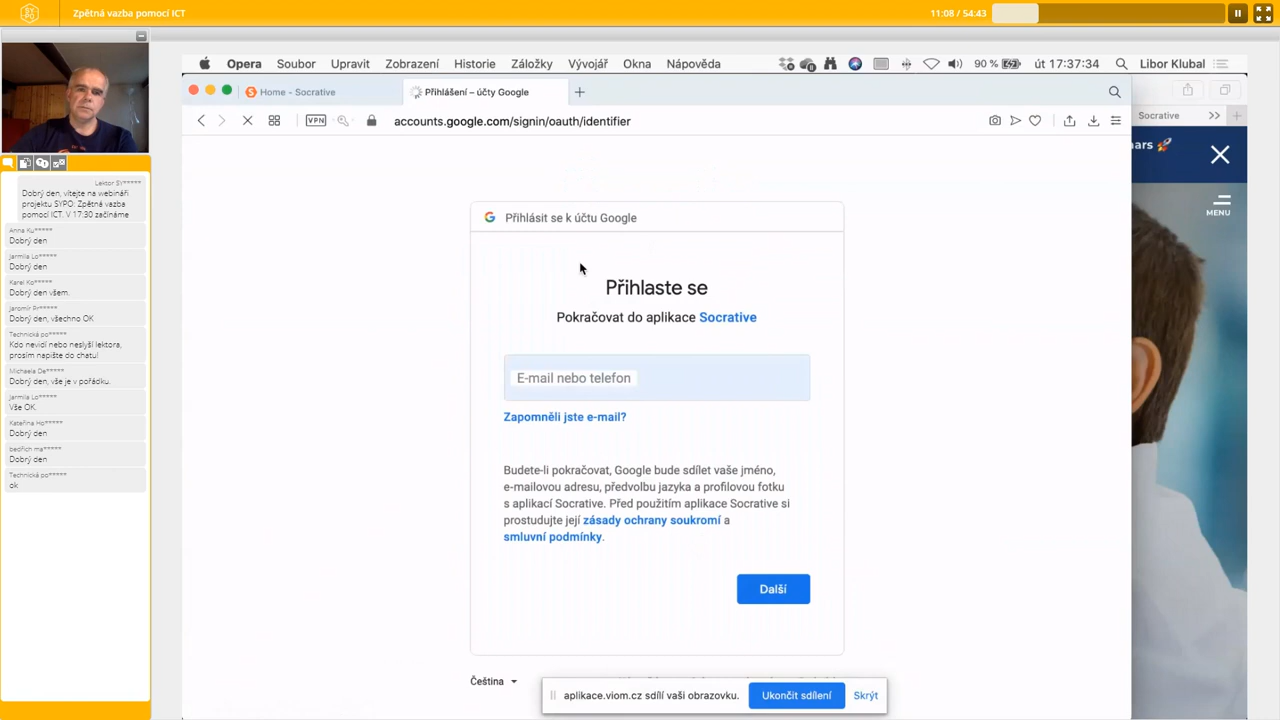 SYPO
Zpětná vazba pomocí ICT
11:08 / 54:43
Opera Soubor Upravit Zobrazení Historie Záložky Vývojář Okna Nápověda
90 % út 17:37:34 Libor Klubal
Home - Socrative
Přihlášení – účty Google
VPN
accounts.google.com/signin/oauth/identifier
Socrative
ars 🚀
MENU
Lektor SY*****
Dobrý den, vítejte na webináři
projektu SYPO: Zpětná vazba
pomocí ICT. V 17:30 začínáme
Anna Ku*****
Dobrý den
Jarmila Lo*****
Dobrý den
Karel Ko*****
Dobrý den všem.
Jaromír Pr*****
Dobrý den, všechno OK
Technická po*****
Kdo nevidí nebo neslyší lektora,
prosím napište do chatu!
Michaela De*****
Dobrý den, vše je v pořádku.
Jarmila Lo*****
Vše OK.
Kateřina Ho*****
Dobrý den
bedřich ma*****
Dobrý den
Technická po*****
ok
Přihlásit se k účtu Google
Přihlaste se
Pokračovat do aplikace Socrative
E-mail nebo telefon
Zapomněli jste e-mail?
Budete-li pokračovat, Google bude sdílet vaše jméno,
e-mailovou adresu, předvolbu jazyka a profilovou fotku
s aplikací Socrative. Před použitím aplikace Socrative si
prostudujte její zásady ochrany soukromí a
smluvní podmínky.
Další
Čeština
aplikace.viom.cz sdílí vaši obrazovku.
Ukončit sdílení
Skrýt